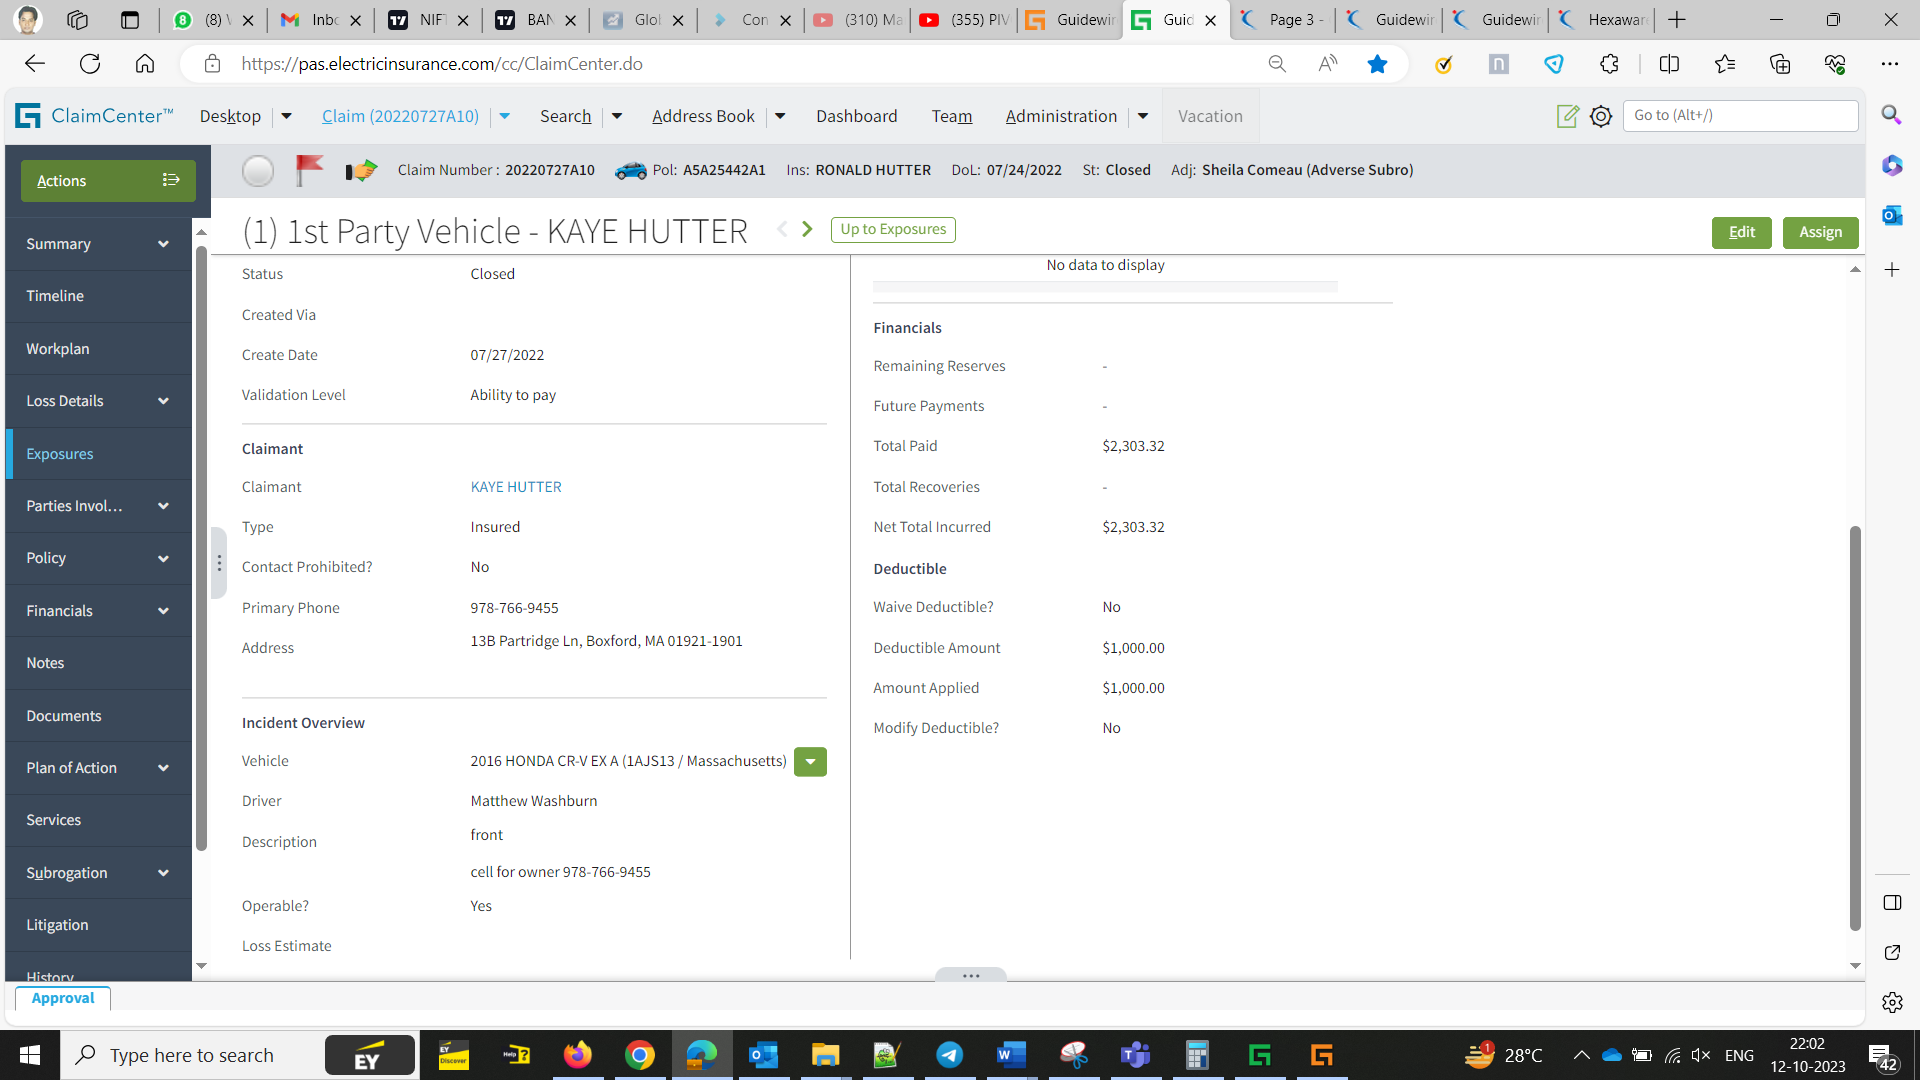 (8)
Inbc
NIFT
BAN
Glol
Con
(310) Ma
(355) PIV
Guidewir
Guid
Page 3 -
Guidewir
Guidewir
Hexawar
https://pas.electricinsurance.com/cc/ClaimCenter.do
ClaimCenter™
Desktop
Claim (20220727A10)
Search
Address Book
Dashboard
Team
Administration
Vacation
Go to (Alt+/)
Actions
Claim Number : 20220727A10 Pol: A5A25442A1 Ins: RONALD HUTTER DoL: 07/24/2022 St: Closed Adj: Sheila Comeau (Adverse Subro)
(1) 1st Party Vehicle - KAYE HUTTER
Up to Exposures
Edit
Assign
Summary
Timeline
Workplan
Loss Details
Exposures
Parties Invol...
Policy
Financials
Notes
Documents
Plan of Action
Services
Subrogation
Litigation
History
Status Closed
Created Via
Create Date 07/27/2022
Validation Level Ability to pay
Claimant
Claimant KAYE HUTTER
Type Insured
Contact Prohibited? No
Primary Phone 978-766-9455
Address 13B Partridge Ln, Boxford, MA 01921-1901
Incident Overview
Vehicle 2016 HONDA CR-V EX A (1AJS13 / Massachusetts)
Driver Matthew Washburn
Description front
cell for owner 978-766-9455
Operable? Yes
Loss Estimate
No data to display
Financials
Remaining Reserves -
Future Payments -
Total Paid $2,303.32
Total Recoveries -
Net Total Incurred $2,303.32
Deductible
Waive Deductible? No
Deductible Amount $1,000.00
Amount Applied $1,000.00
Modify Deductible? No
Approval
Type here to search
EY
EY
Discover
Help ?
1
28°C
ENG
22:02
12-10-2023
42